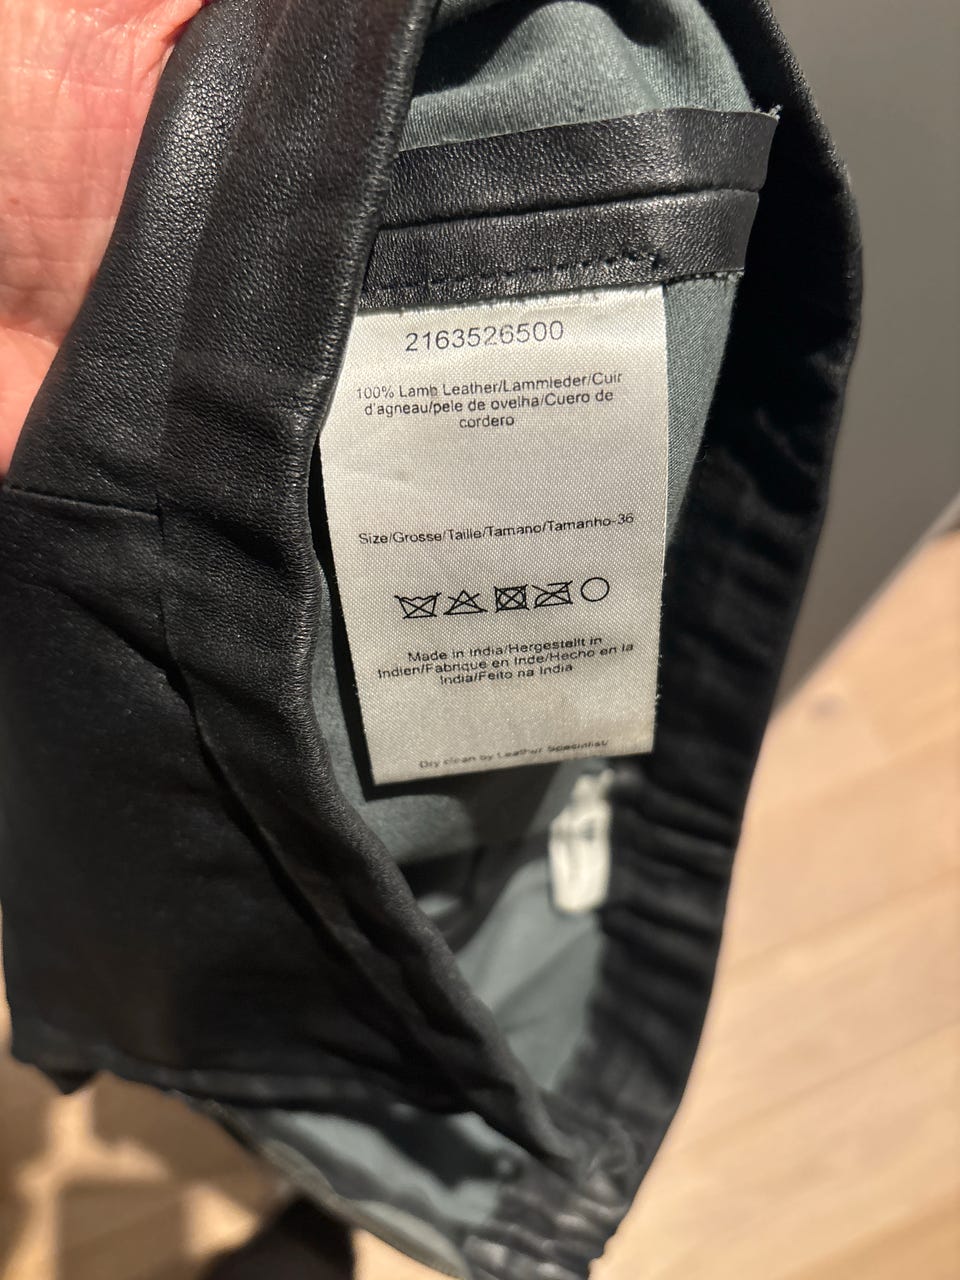 2163526500
100% Lamb Leather/Lammleder/Cuir
d'agneau/pele de ovelha/Cuero de
cordero
Size/Grosse/Taille/Tamano/Tamanho-36
Made in India/Hergestellt in
Indien/Fabrique en Inde/Hecho en la
India/Feito na India
Dry clean by Leather Specialist/